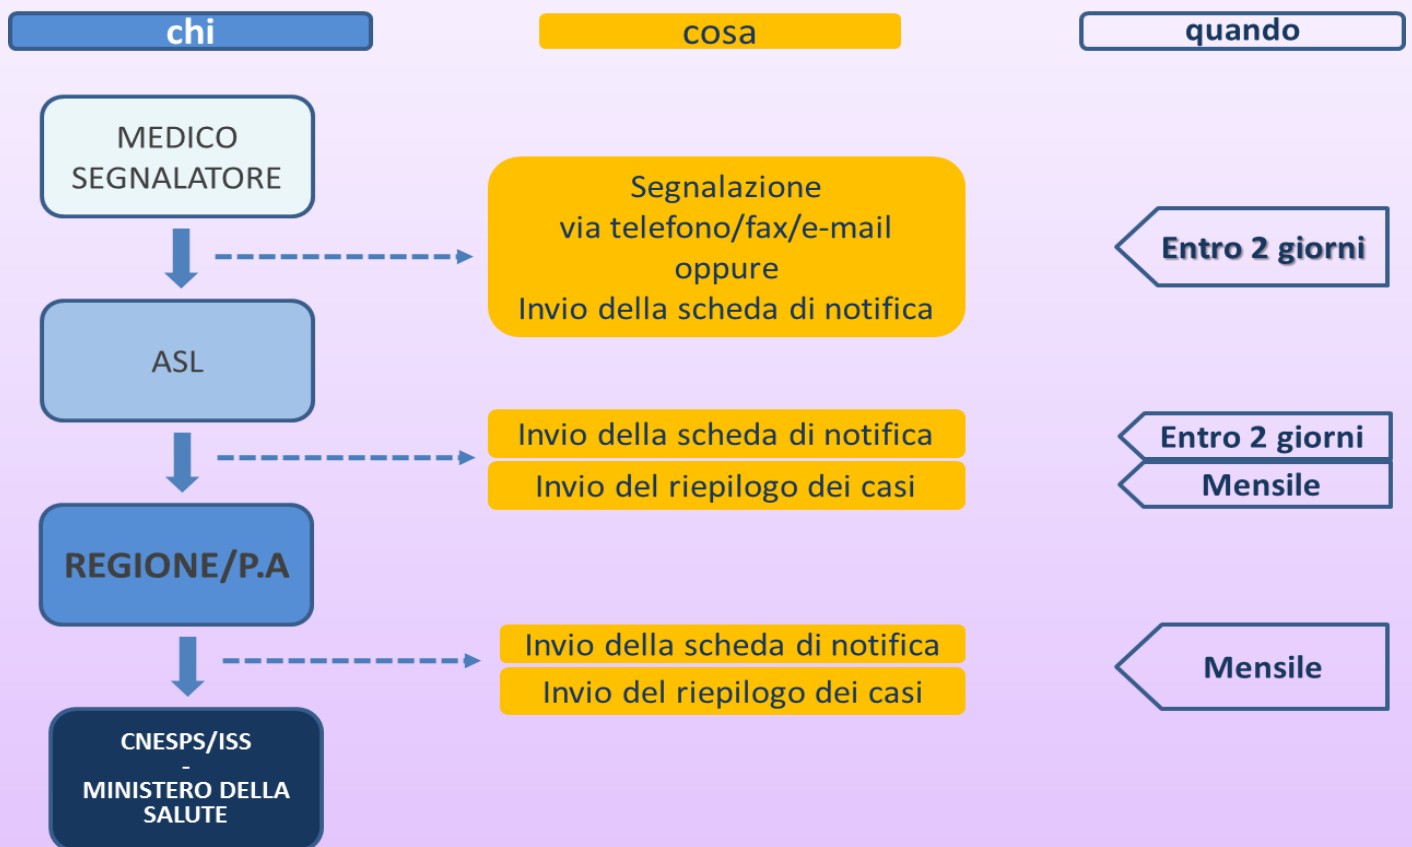 chi
cosa
quando
MEDICO
SEGNALATORE
Segnalazione
via telefono/fax/e-mail
oppure
Invio della scheda di notifica
Entro 2 giorni
ASL
Invio della scheda di notifica
Entro 2 giorni
Invio del riepilogo dei casi
Mensile
REGIONE/P.A
Invio della scheda di notifica
Invio del riepilogo dei casi
Mensile
CNESPS/ISS
-
MINISTERO DELLA
SALUTE